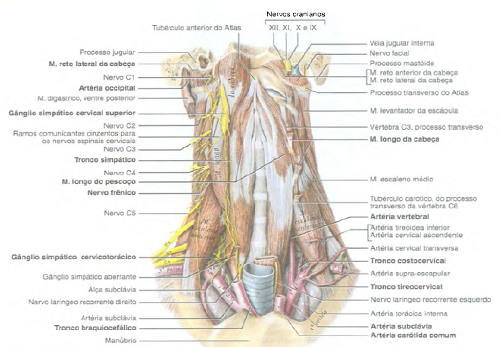 Nervos cranianos
XII, XI, X e IX
Tubérculo anterior do Atlas
Processo jugular
M. reto lateral da cabeça
Nervo C1
Artéria occipital
M. digástrico, ventre posterior
Gânglio simpático cervical superior
Nervo C2
Ramos comunicantes cinzentos para
os nervos espinais cervicais
Nervo C3
Tronco simpático
Nervo C4
M. longo do pescoço
Nervo frênico
Nervo C5
Gânglio simpático cervicotorácico
Gânglio simpático aberrante
Alça subclávia
Nervo laríngeo recorrente direito
Artéria subclávia
Tronco braquiocefálico
Manúbrio
Veia jugular interna
Nervo facial
Processo mastóide
M. reto anterior da cabeça
M. reto lateral da cabeça
Processo transverso do Atlas
M. levantador da escápula
Vértebra C3, processo transverso
M. longo da cabeça
M. escaleno médio
Tubérculo carótico, do processo
transverso da vértebra C6
Artéria vertebral
Artéria tireóidea inferior
Artéria cervical ascendente
Artéria cervical transversa
Tronco costocervical
Artéria supra-escapular
Tronco tireocervical
Nervo laríngeo recorrente esquerdo
Artéria torácica interna
Artéria subclávia
Artéria carótida comum